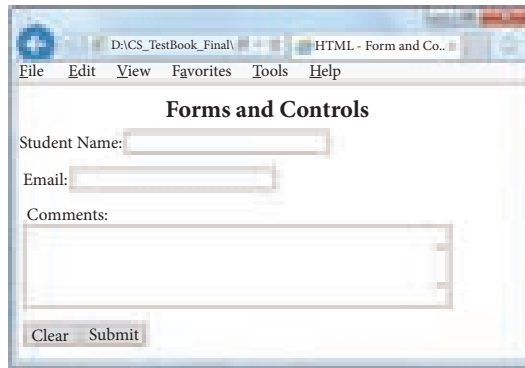 D:\CS_TestBook_Final\ HTML - Form and Co..
File Edit View Favorites Tools Help
Forms and Controls
Student Name:
Email:
Comments:
Clear Submit